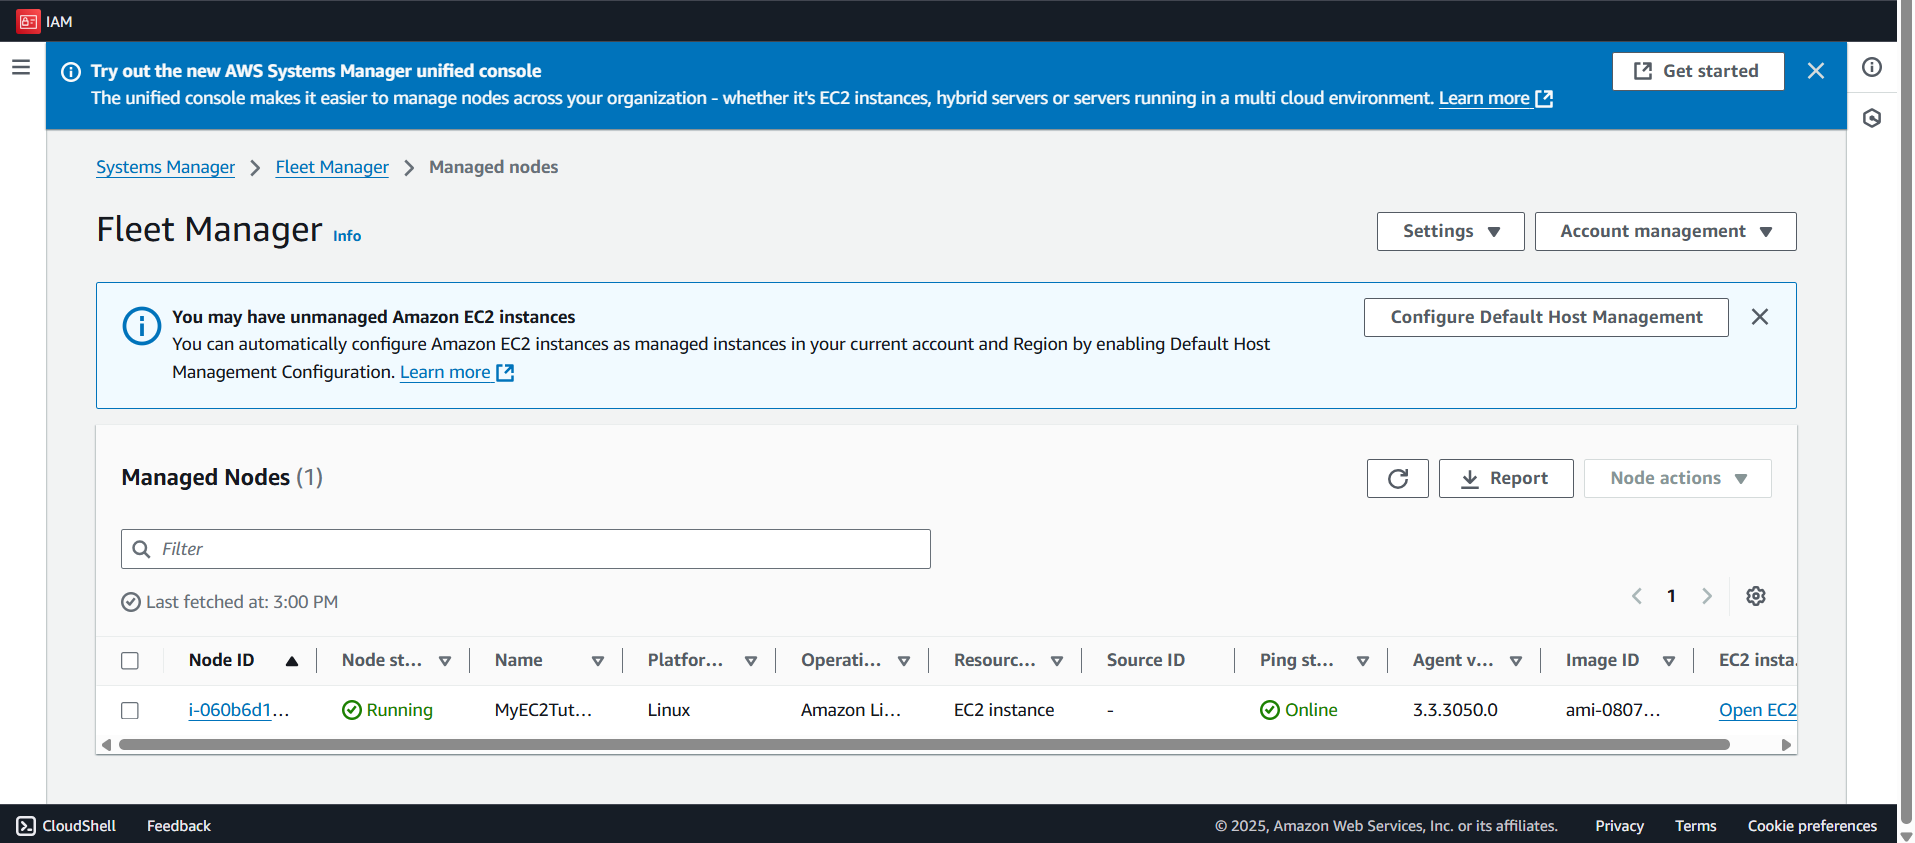 IAM
Try out the new AWS Systems Manager unified console
The unified console makes it easier to manage nodes across your organization - whether it's EC2 instances, hybrid servers or servers running in a multi cloud environment. Learn more
Get started
Systems Manager > Fleet Manager > Managed nodes
Fleet Manager Info
Settings
Account management
You may have unmanaged Amazon EC2 instances
You can automatically configure Amazon EC2 instances as managed instances in your current account and Region by enabling Default Host
Management Configuration. Learn more
Configure Default Host Management
Managed Nodes (1)
Report
Node actions
Filter
Last fetched at: 3:00 PM
1
Node ID Node st... Name Platfor... Operati... Resourc... Source ID Ping st... Agent v... Image ID EC2 insta.
i-060b6d1... Running MyEC2Tut... Linux Amazon Li... EC2 instance - Online 3.3.3050.0 ami-0807... Open EC2
CloudShell Feedback © 2025, Amazon Web Services, Inc. or its affiliates. Privacy Terms Cookie preferences